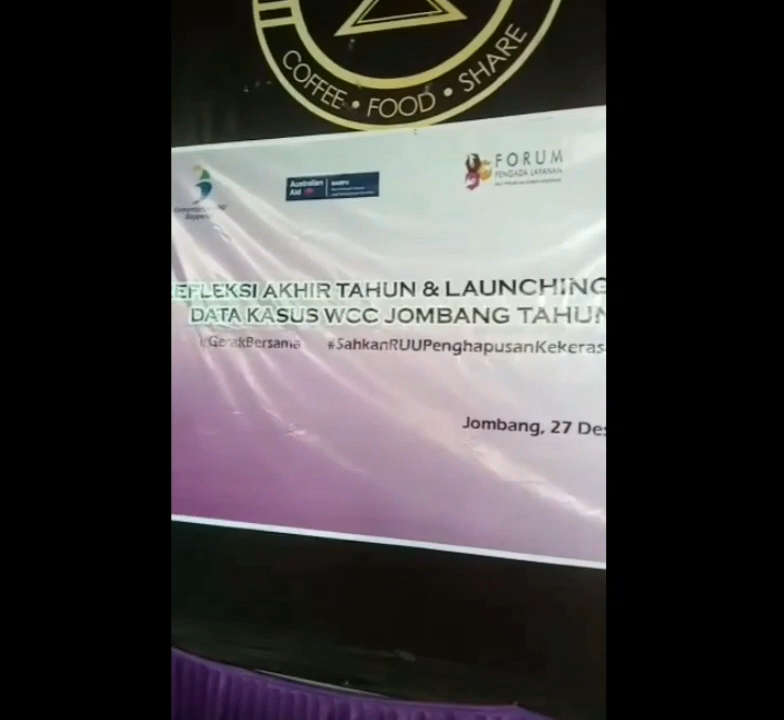 COFFEE • FOOD • SHARE
Australian Aid
MAMPU
FORUM
PENGADA LAYANAN
EFLEKSI AKHIR TAHUN & LAUNCHING
DATA KASUS WCC JOMBANG TAHUN
#GerakBersama #SahkanRUUPenghapusanKekeras
Jombang, 27 Des